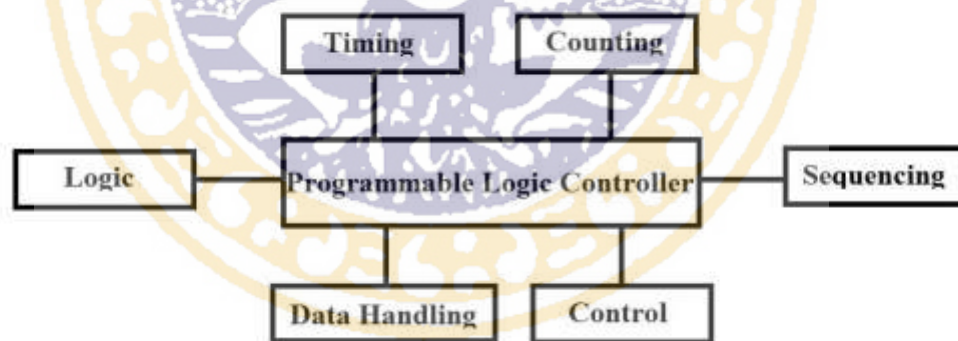 Timing
Counting
Logic
Programmable Logic Controller
Sequencing
Data Handling
Control